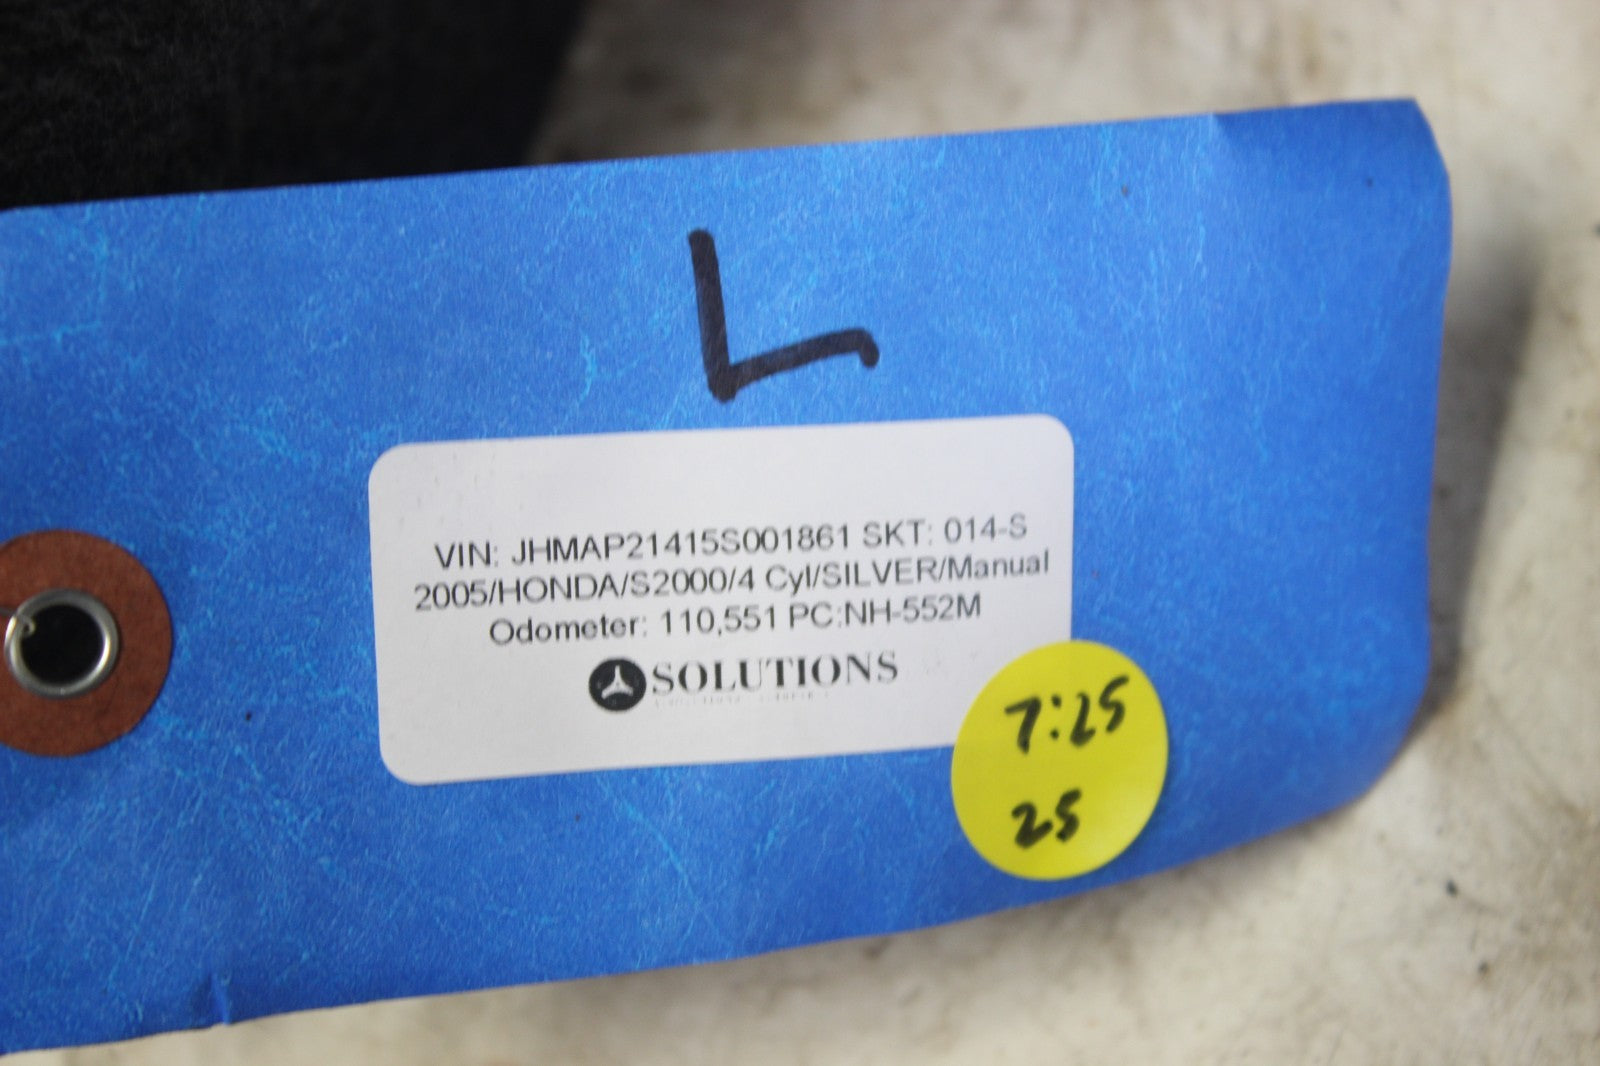 L
VIN: JHMAP21415S001861 SKT: 014-S
2005/HONDA/S2000/4 Cyl/SILVER/Manual
Odometer: 110,551 PC:NH-552M
SOLUTIONS
7:25
25